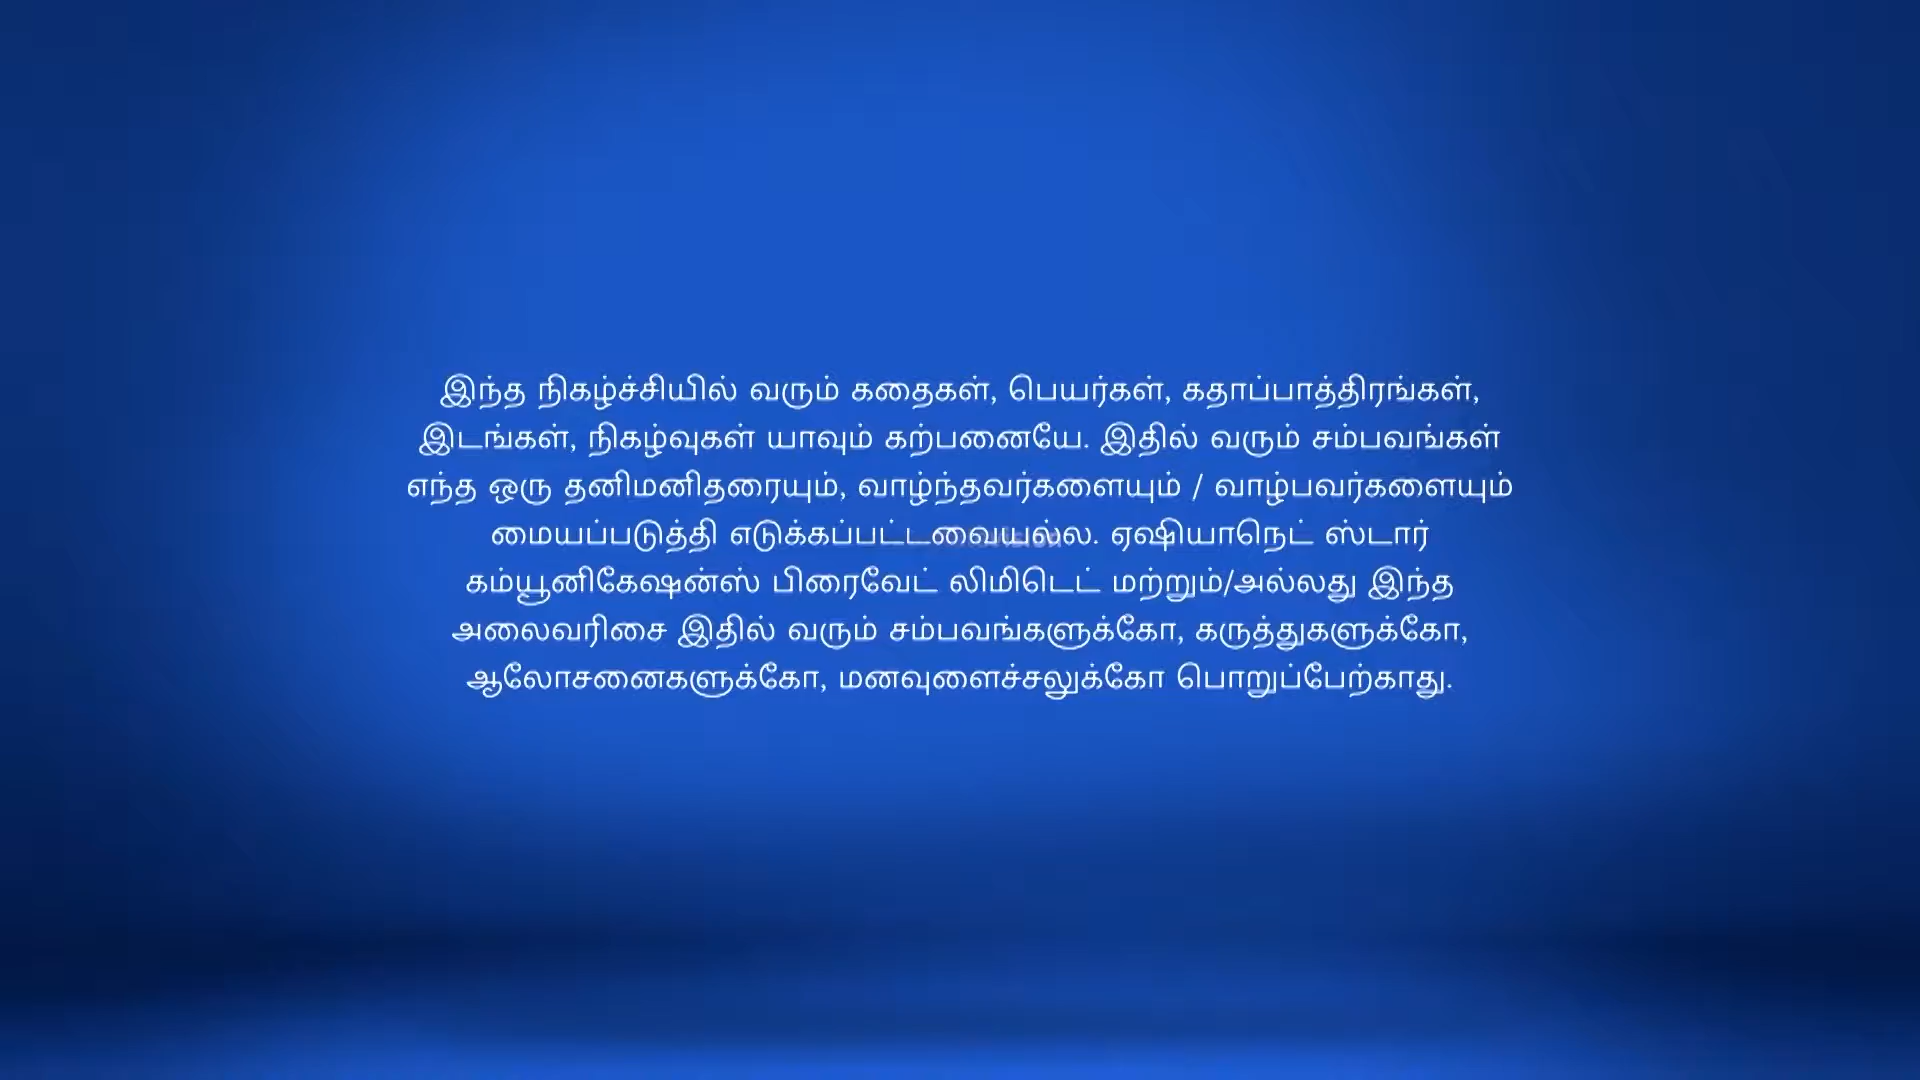 இந்த நிகழ்ச்சியில் வரும் கதைகள், பெயர்கள், கதாப்பாத்திரங்கள்,
இடங்கள், நிகழ்வுகள் யாவும் கற்பனையே. இதில் வரும் சம்பவங்கள்
எந்த ஒரு தனிமனிதரையும், வாழ்ந்தவர்களையும் / வாழ்பவர்களையும்
மையப்படுத்தி எடுக்கப்பட்டவையல்ல. ஏஷியாநெட் ஸ்டார்
கம்யூனிகேஷன்ஸ் பிரைவேட் லிமிடெட் மற்றும்/அல்லது இந்த
அலைவரிசை இதில் வரும் சம்பவங்களுக்கோ, கருத்துகளுக்கோ,
ஆலோசனைகளுக்கோ, மனவுளைச்சலுக்கோ பொறுப்பேற்காது.